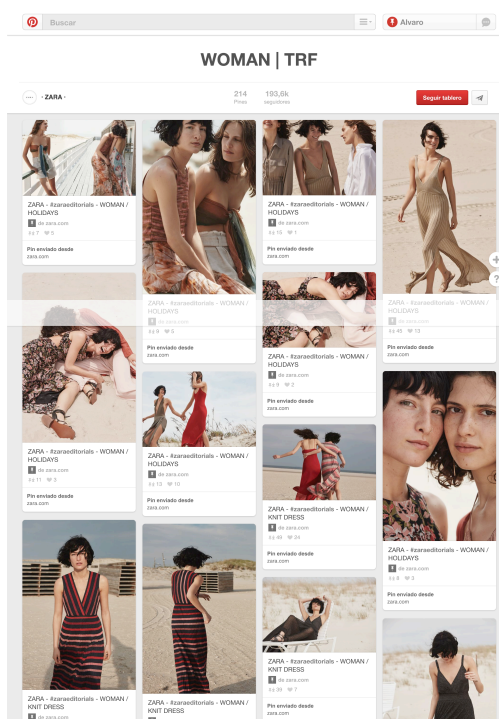 Buscar
Alvaro
WOMAN | TRF
· ZARA ·
214
Pines
193,6k
seguidores
Seguir tablero
ZARA - #zaraeditorials - WOMAN /
HOLIDAYS
de zara.com
7 5
Pin enviado desde
zara.com
ZARA - #zaraeditorials - WOMAN /
HOLIDAYS
de zara.com
11 3
Pin enviado desde
zara.com
ZARA - #zaraeditorials - WOMAN /
KNIT DRESS
ZARA - #zaraeditorials - WOMAN /
HOLIDAYS
de zara.com
9
Pin enviado desde
zara.com
ZARA - #zaraeditorials - WOMAN /
HOLIDAYS
de zara.com
13 10
Pin enviado desde
zara.com
ZARA - #zaraeditorials - WOMAN /
KNIT DRESS
ZARA - #zaraeditorials - WOMAN /
HOLIDAYS
de zara.com
15 1
Pin enviado desde
zara.com
ZARA - #zaraeditorials - WOMAN /
HOLIDAYS
de zara.com
9 2
Pin enviado desde
zara.com
ZARA - #zaraeditorials - WOMAN /
KNIT DRESS
de zara.com
49 24
Pin enviado desde
zara.com
ZARA - #zaraeditorials - WOMAN /
HOLIDAYS
de zara.com
39 7
Pin enviado desde
zara.com
ZARA - #zaraeditorials - WOMAN /
HOLIDAYS
de zara.com
13
Pin enviado desde
zara.com
ZARA - #zaraeditorials - WOMAN /
HOLIDAYS
de zara.com
8 3
Pin enviado desde
zara.com
+
?